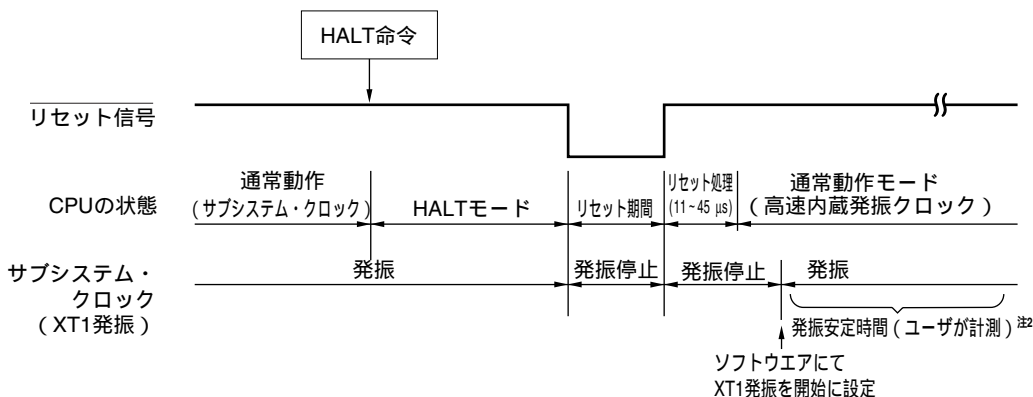 HALT命令
リセット信号
通常動作
(サブシステム・クロック)
CPUの状態
HALTモード
リセット期間
リセット処理
(11~45 μs)
通常動作モード
(高速内蔵発振クロック)
サブシステム・
クロック
(XT1発振)
発振
発振停止
発振停止
発振
発振安定時間(ユーザが計測)注2
ソフトウエアにて
XT1発振を開始に設定